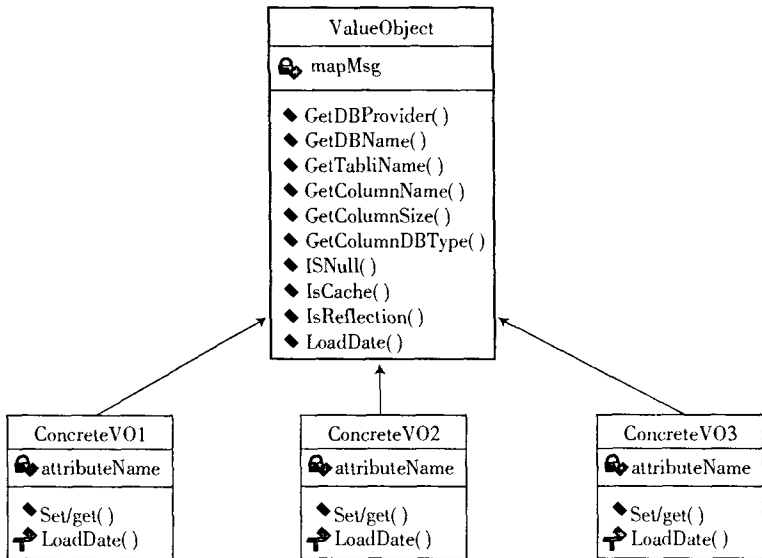 ValueObject
mapMsg
GetDBProvider( )
GetDBName( )
GetTabliName( )
GetColumnName( )
GetColumnSize( )
GetColumnDBType( )
ISNull( )
IsCache( )
IsReflection( )
LoadDate( )
ConcreteVO1
attributeName
Set/get( )
LoadDate( )
ConcreteVO2
attributeName
Set/get( )
LoadDate( )
ConcreteVO3
attributeName
Set/get( )
LoadDate( )